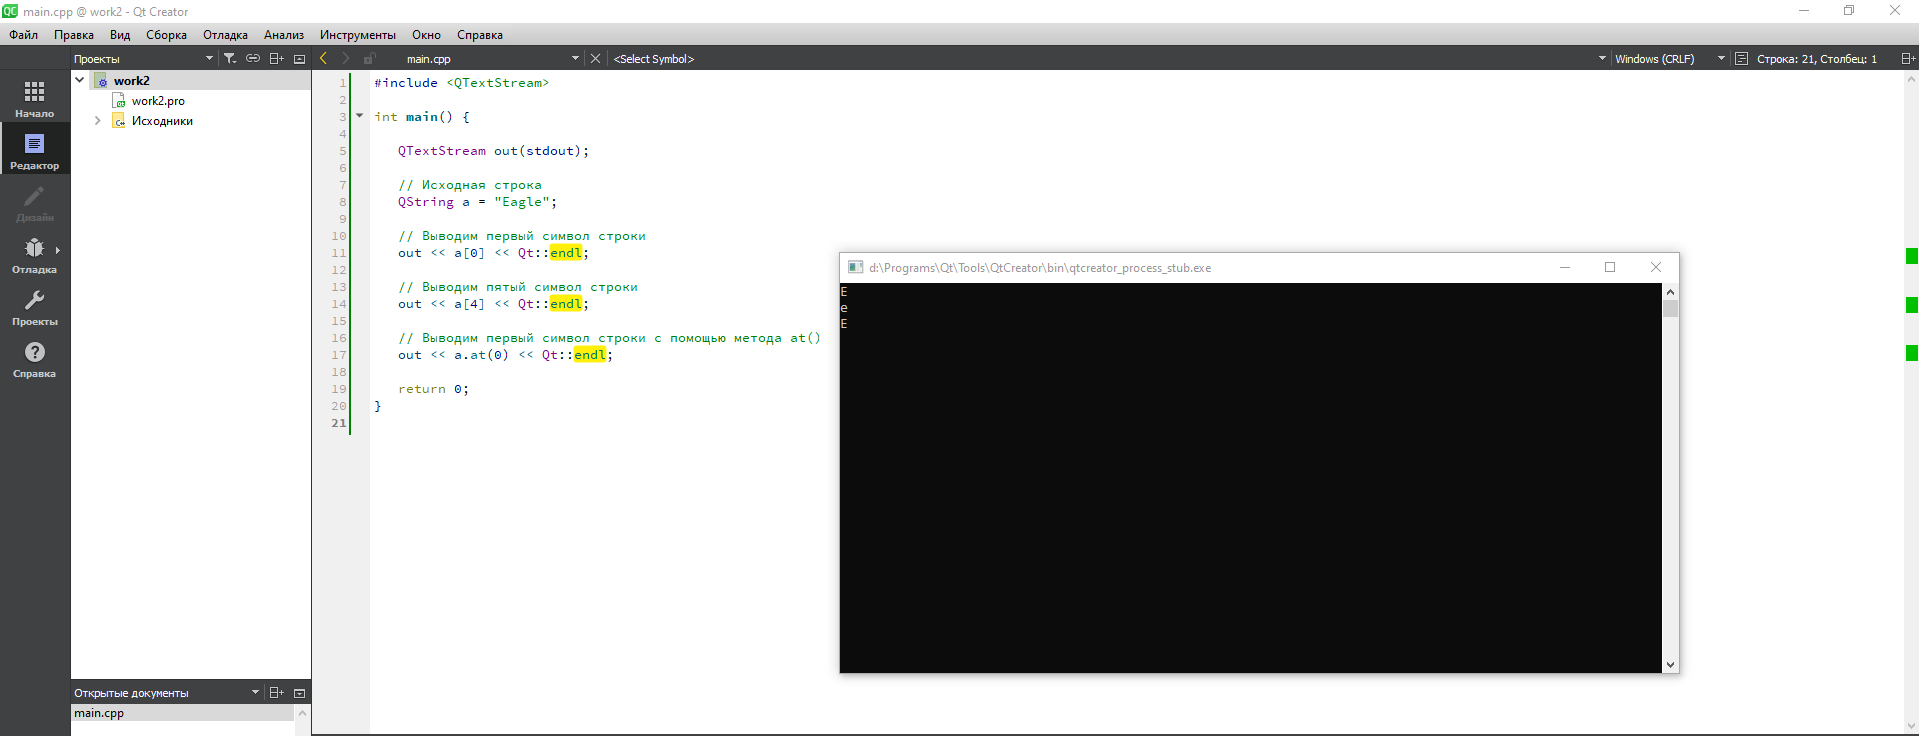 QC main.cpp @ work2 - Qt Creator
Файл Правка Вид Сборка Отладка Анализ Инструменты Окно Справка
Проекты main.cpp <Select Symbol> Windows (CRLF) Строка: 21, Столбец: 1
Начало
Редактор
Дизайн
Отладка
Проекты
Справка
work2
work2.pro
Исходники
Открытые документы
main.cpp
1 #include <QTextStream>
2
3 int main() {
4
5 QTextStream out(stdout);
6
7 // Исходная строка
8 QString a = "Eagle";
9
10 // Выводим первый символ строки
11 out << a[0] << Qt::endl;
12
13 // Выводим пятый символ строки
14 out << a[4] << Qt::endl;
15
16 // Выводим первый символ строки с помощью метода at()
17 out << a.at(0) << Qt::endl;
18
19 return 0;
20 }
21
d:\Programs\Qt\Tools\QtCreator\bin\qtcreator_process_stub.exe
E
e
E